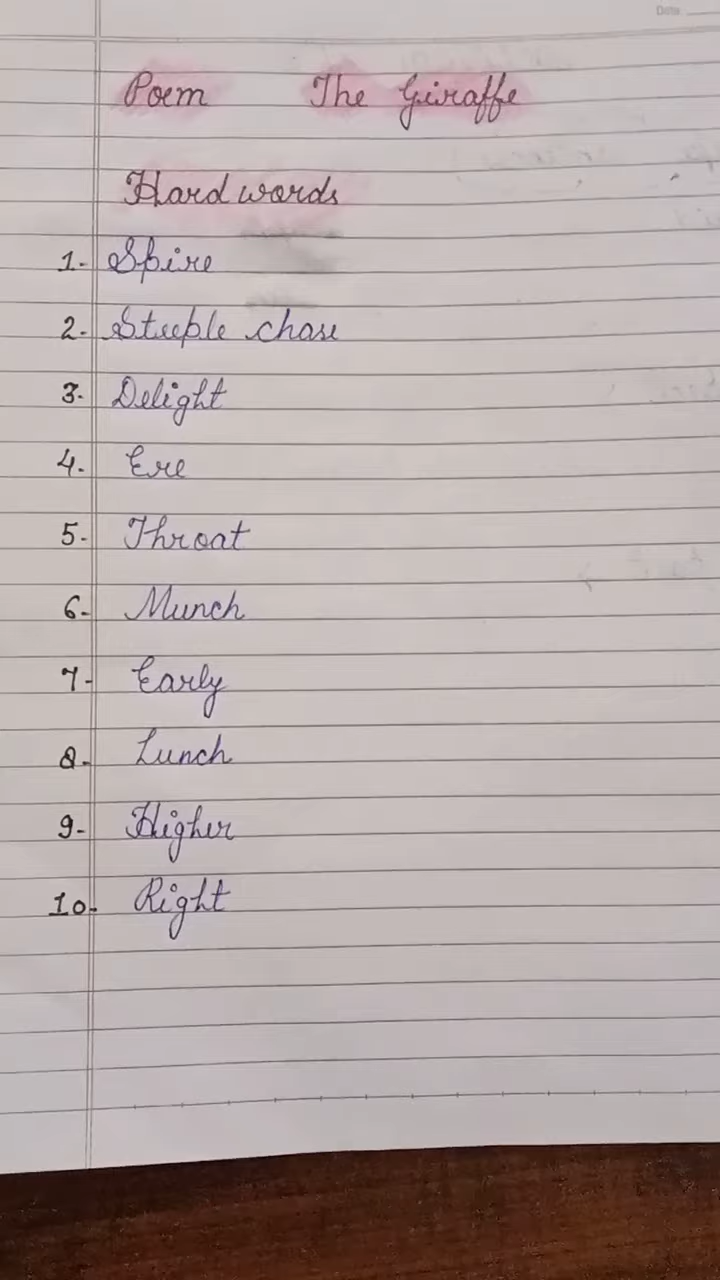 Date
Poem The Giraffe
Hard words
1. Spire
2. Steeple chase
3. Delight
4. Ere
5. Throat
6. Munch
7. Early
8. Lunch
9. Higher
10. Right